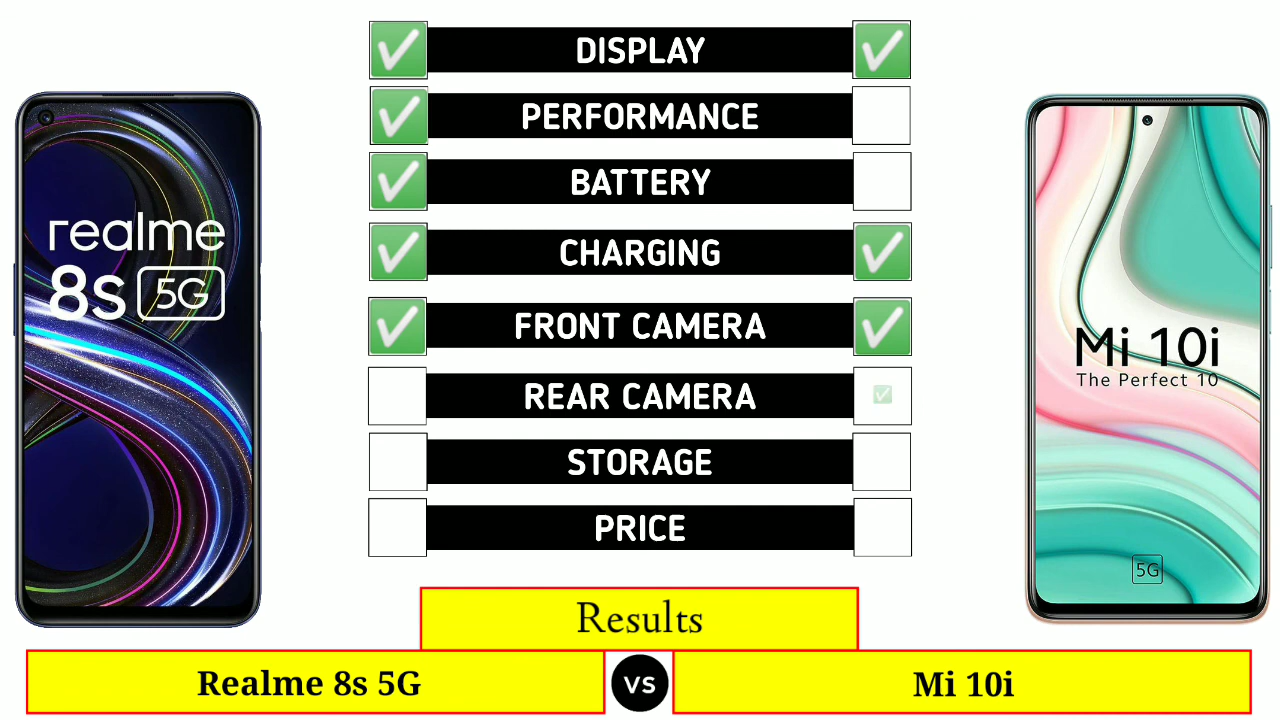 DISPLAY
PERFORMANCE
BATTERY
CHARGING
FRONT CAMERA
REAR CAMERA
STORAGE
PRICE
realme
8s 5G
Mi 10i
The Perfect 10
5G
Results
Realme 8s 5G
VS
Mi 10i